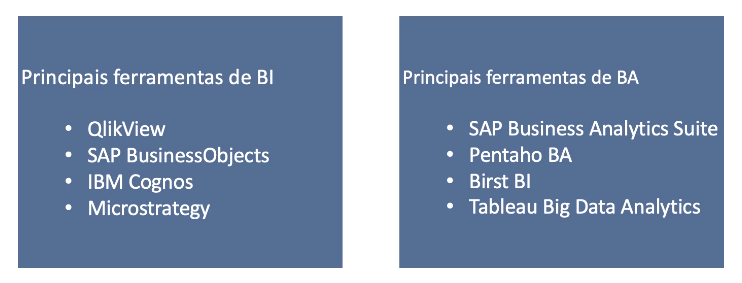 Principais ferramentas de BI
• QlikView
• SAP BusinessObjects
• IBM Cognos
• Microstrategy
Principais ferramentas de BA
• SAP Business Analytics Suite
• Pentaho BA
• Birst BI
• Tableau Big Data Analytics